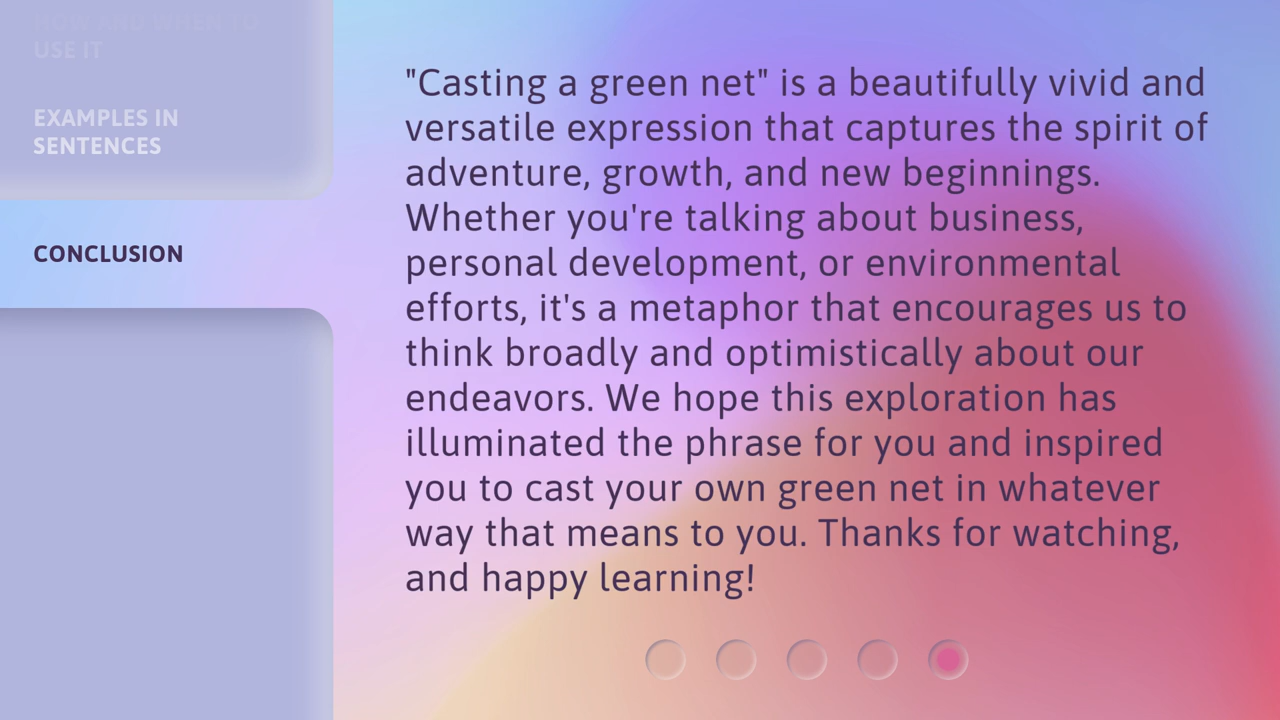 HOW AND WHEN TO
USE IT
EXAMPLES IN
SENTENCES
CONCLUSION
"Casting a green net" is a beautifully vivid and
versatile expression that captures the spirit of
adventure, growth, and new beginnings.
Whether you're talking about business,
personal development, or environmental
efforts, it's a metaphor that encourages us to
think broadly and optimistically about our
endeavors. We hope this exploration has
illuminated the phrase for you and inspired
you to cast your own green net in whatever
way that means to you. Thanks for watching,
and happy learning!